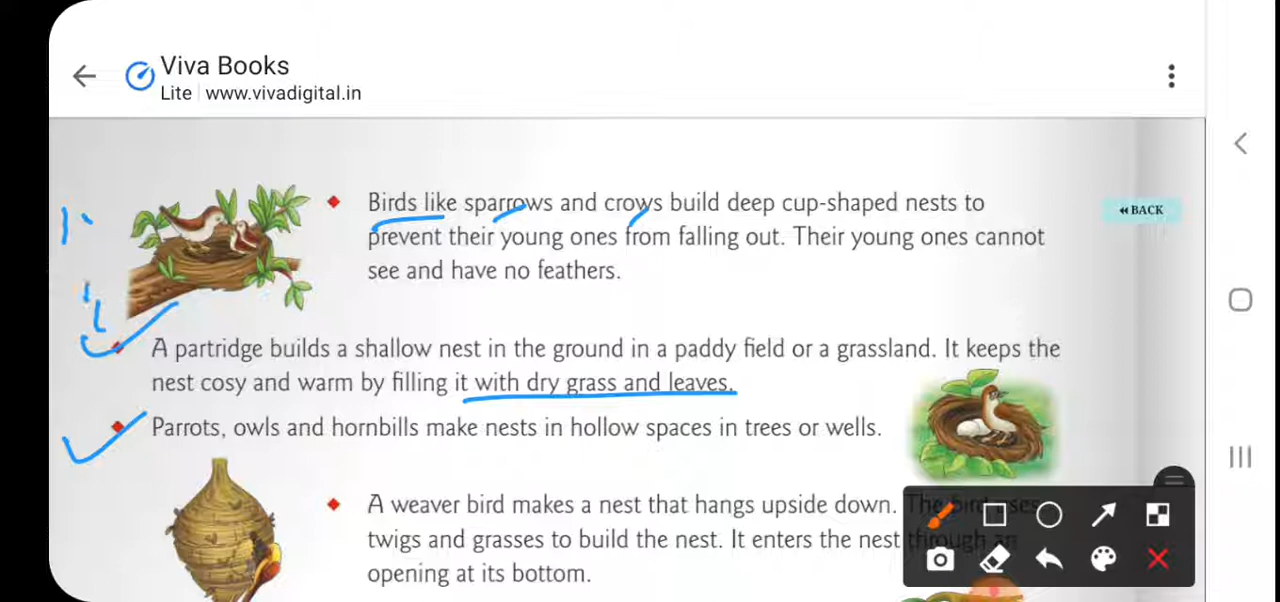 Viva Books
Lite www.vivadigital.in
Birds like sparrows and crows build deep cup-shaped nests to
BACK
prevent their young ones from falling out. Their young ones cannot
see and have no feathers.
A partridge builds a shallow nest in the ground in a paddy field or a grassland. It keeps the
nest cosy and warm by filling it with dry grass and leaves.
Parrots, owls and hornbills make nests in hollow spaces in trees or wells.
A weaver bird makes a nest that hangs upside down. The bird uses
twigs and grasses to build the nest. It enters the nest through an
opening at its bottom.